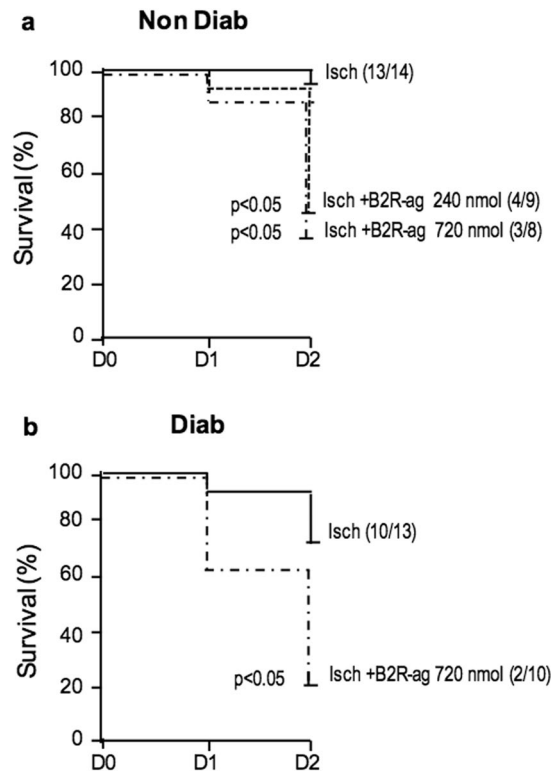 a Non Diab
Survival (%)
100
80
60
40
20
0
D0 D1 D2
Isch (13/14)
p<0.05 Isch +B2R-ag 240 nmol (4/9)
p<0.05 Isch +B2R-ag 720 nmol (3/8)
b Diab
Survival (%)
100
80
60
40
20
0
D0 D1 D2
Isch (10/13)
p<0.05 Isch +B2R-ag 720 nmol (2/10)